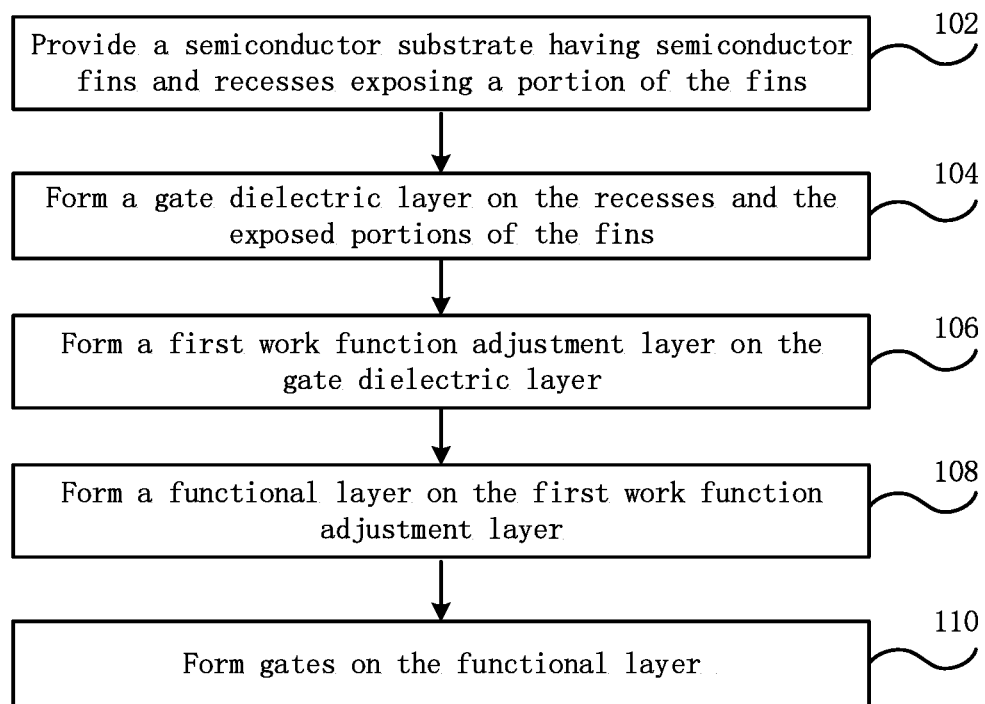 102
Provide a semiconductor substrate having semiconductor
fins and recesses exposing a portion of the fins
104
Form a gate dielectric layer on the recesses and the
exposed portions of the fins
106
Form a first work function adjustment layer on the
gate dielectric layer
108
Form a functional layer on the first work function
adjustment layer
110
Form gates on the functional layer